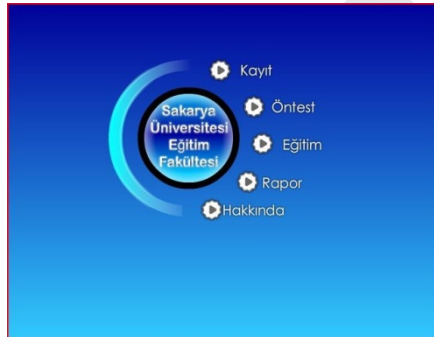 Kayıt
Öntest
Sakarya
Üniversitesi
Eğitim
Fakültesi
Eğitim
Rapor
Hakkında